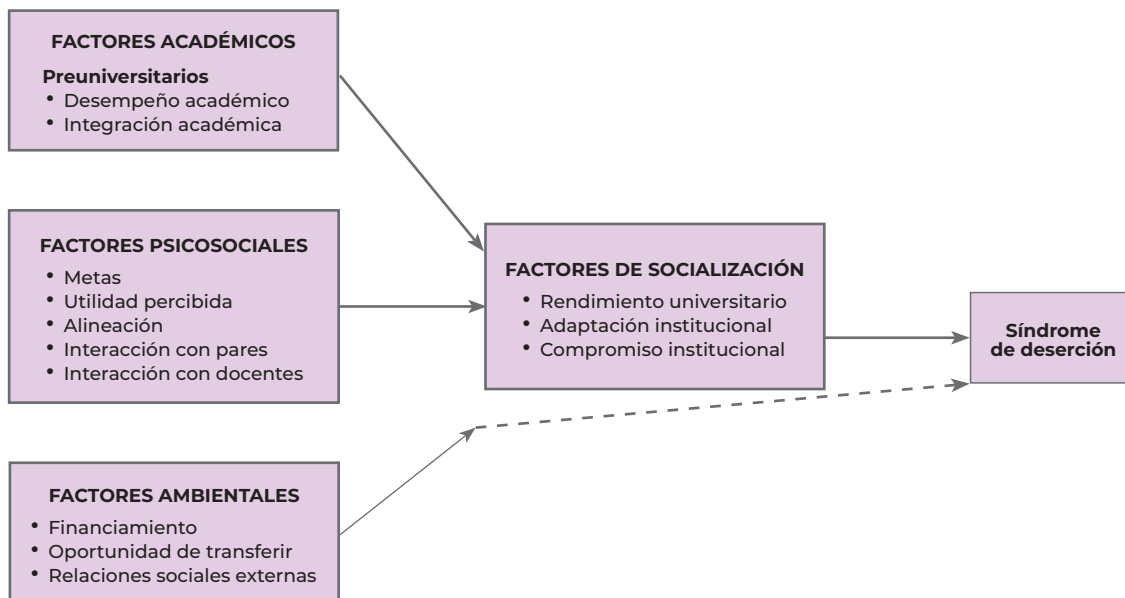 FACTORES ACADÉMICOS
Preuniversitarios
• Desempeño académico
• Integración académica
FACTORES PSICOSOCIALES
• Metas
• Utilidad percibida
• Alineación
• Interacción con pares
• Interacción con docentes
FACTORES AMBIENTALES
• Financiamiento
• Oportunidad de transferir
• Relaciones sociales externas
FACTORES DE SOCIALIZACIÓN
• Rendimiento universitario
• Adaptación institucional
• Compromiso institucional
Síndrome
de deserción